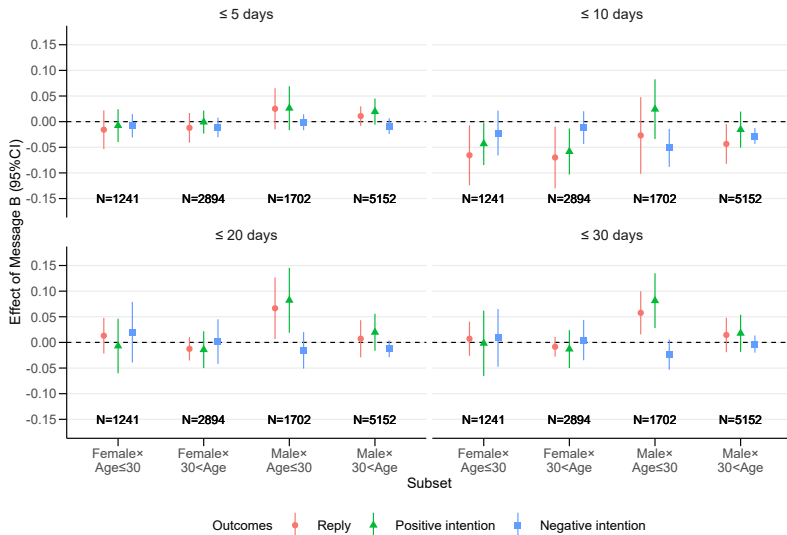 ≤ 5 days
≤ 10 days
0.15
0.10
0.05
0.00
-0.05
-0.10
-0.15
N=1241 N=2894 N=1702 N=5152
N=1241 N=2894 N=1702 N=5152
≤ 20 days
≤ 30 days
0.15
0.10
0.05
0.00
-0.05
-0.10
-0.15
N=1241 N=2894 N=1702 N=5152
N=1241 N=2894 N=1702 N=5152
Effect of Message B (95%CI)
Female× Female× Male× Male×
Age≤30 30<Age Age≤30 30<Age
Female× Female× Male× Male×
Age≤30 30<Age Age≤30 30<Age
Subset
Outcomes Reply Positive intention Negative intention